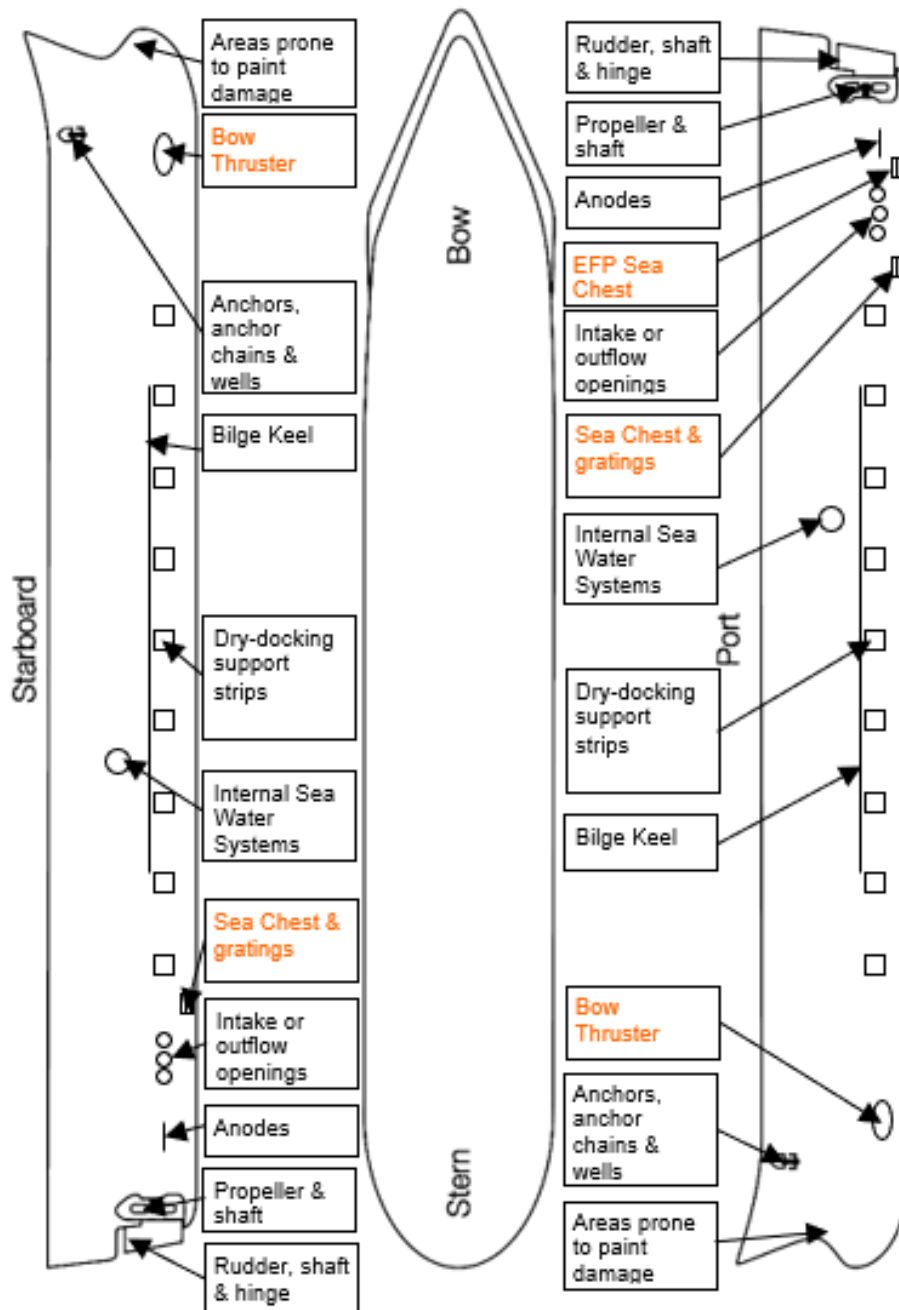 Areas prone
to paint
damage
Bow
Thruster
Anchors,
anchor
chains &
wells
Bilge Keel
Starboard
Dry-docking
support
strips
Internal Sea
Water
Systems
Sea Chest &
gratings
Intake or
outflow
openings
Anodes
Propeller &
shaft
Rudder, shaft
& hinge
Bow
Stern
Rudder, shaft
& hinge
Propeller &
shaft
Anodes
EFP Sea
Chest
Intake or
outflow
openings
Sea Chest &
gratings
Internal Sea
Water
Systems
Port
Dry-docking
support
strips
Bilge Keel
Bow
Thruster
Anchors,
anchor
chains &
wells
Areas prone
to paint
damage